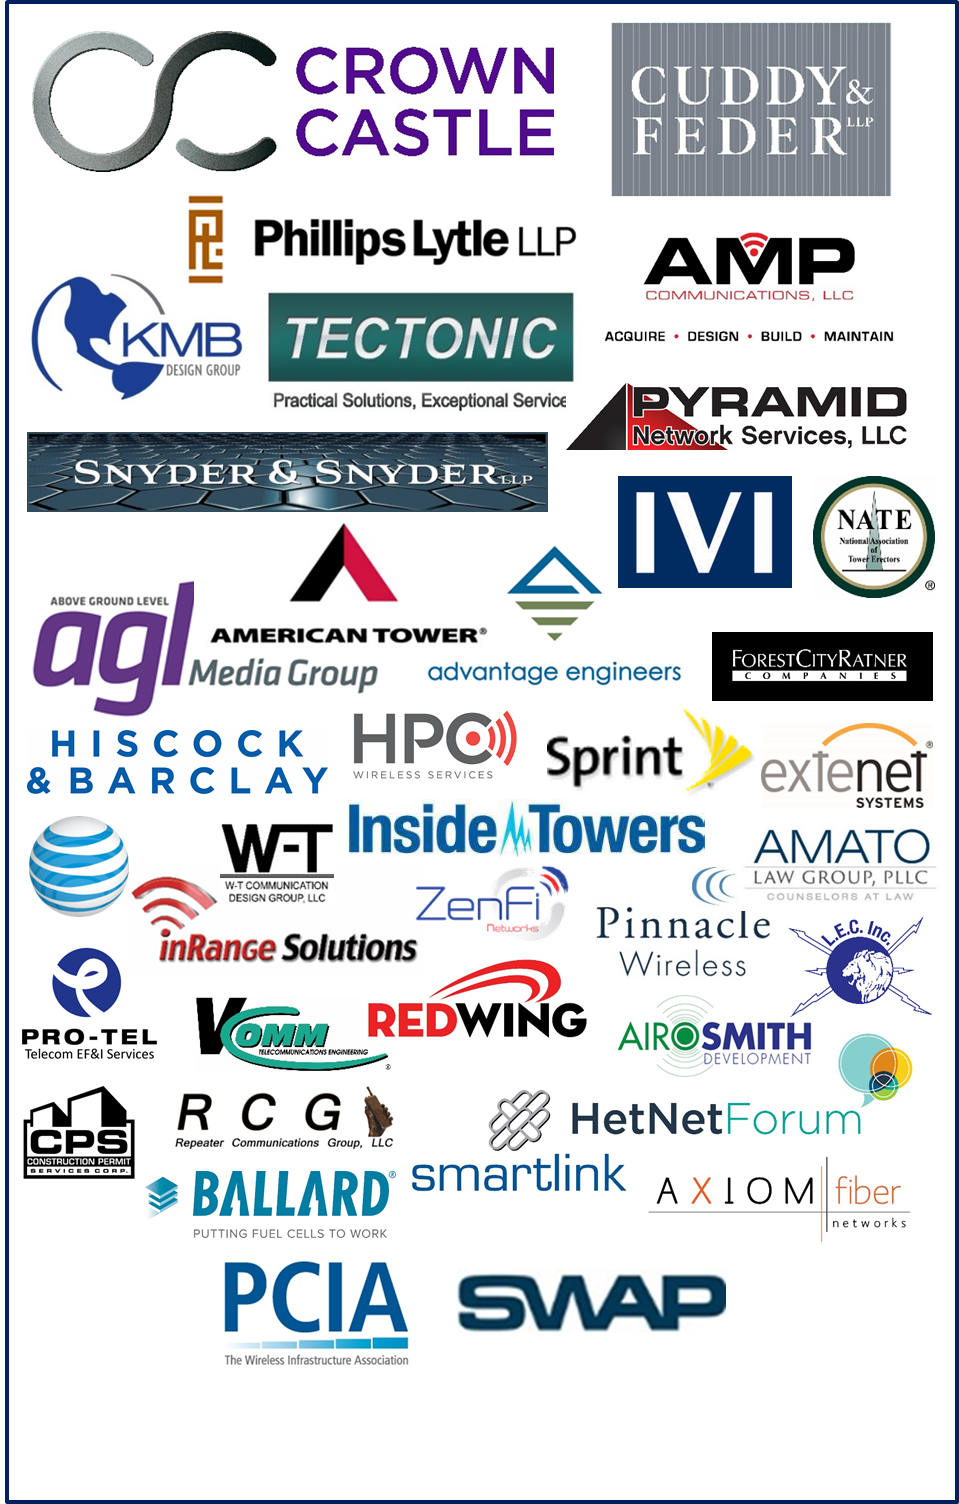 CROWN
CASTLE
CUDDY&
FEDER LLP
Phillips Lytle LLP
AMP
COMMUNICATIONS, LLC
ACQUIRE • DESIGN • BUILD • MAINTAIN
KMB
DESIGN GROUP
TECTONIC
Practical Solutions, Exceptional Service
PYRAMID
Network Services, LLC
SNYDER & SNYDER LLP
IVI
NATE
National Association
of
Tower Erectors
®
AMERICAN TOWER®
ABOVE GROUND LEVEL
agl
Media Group
advantage engineers
FORESTCITYRATNER
COMPANIES
HISCOCK
& BARCLAY
HPC
WIRELESS SERVICES
Sprint
extenet®
SYSTEMS
W-T
W-T COMMUNICATION
DESIGN GROUP, LLC
Inside Towers
AMATO
LAW GROUP, PLLC
COUNSELORS AT LAW
inRange Solutions
ZenFi
Networks
Pinnacle
Wireless
L.E.C. Inc.
PRO-TEL
Telecom EF&I Services
VCOMM
TELECOMMUNICATIONS ENGINEERING
®
REDWING
AIROSMITH
DEVELOPMENT
HetNetForum
CPS
CONSTRUCTION PERMIT
SERVICES CORP.
RCG
Repeater Communications Group, LLC
smartlink
BALLARD®
PUTTING FUEL CELLS TO WORK
AXIOM fiber
networks
PCIA
The Wireless Infrastructure Association
SWAP